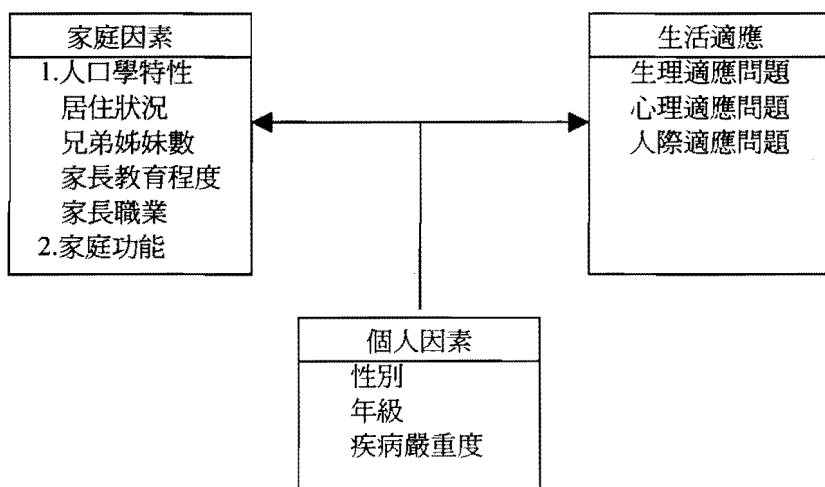 家庭因素
1.人口學特性
居住狀況
兄弟姊妹數
家長教育程度
家長職業
2.家庭功能
生活適應
生理適應問題
心理適應問題
人際適應問題
個人因素
性別
年級
疾病嚴重度